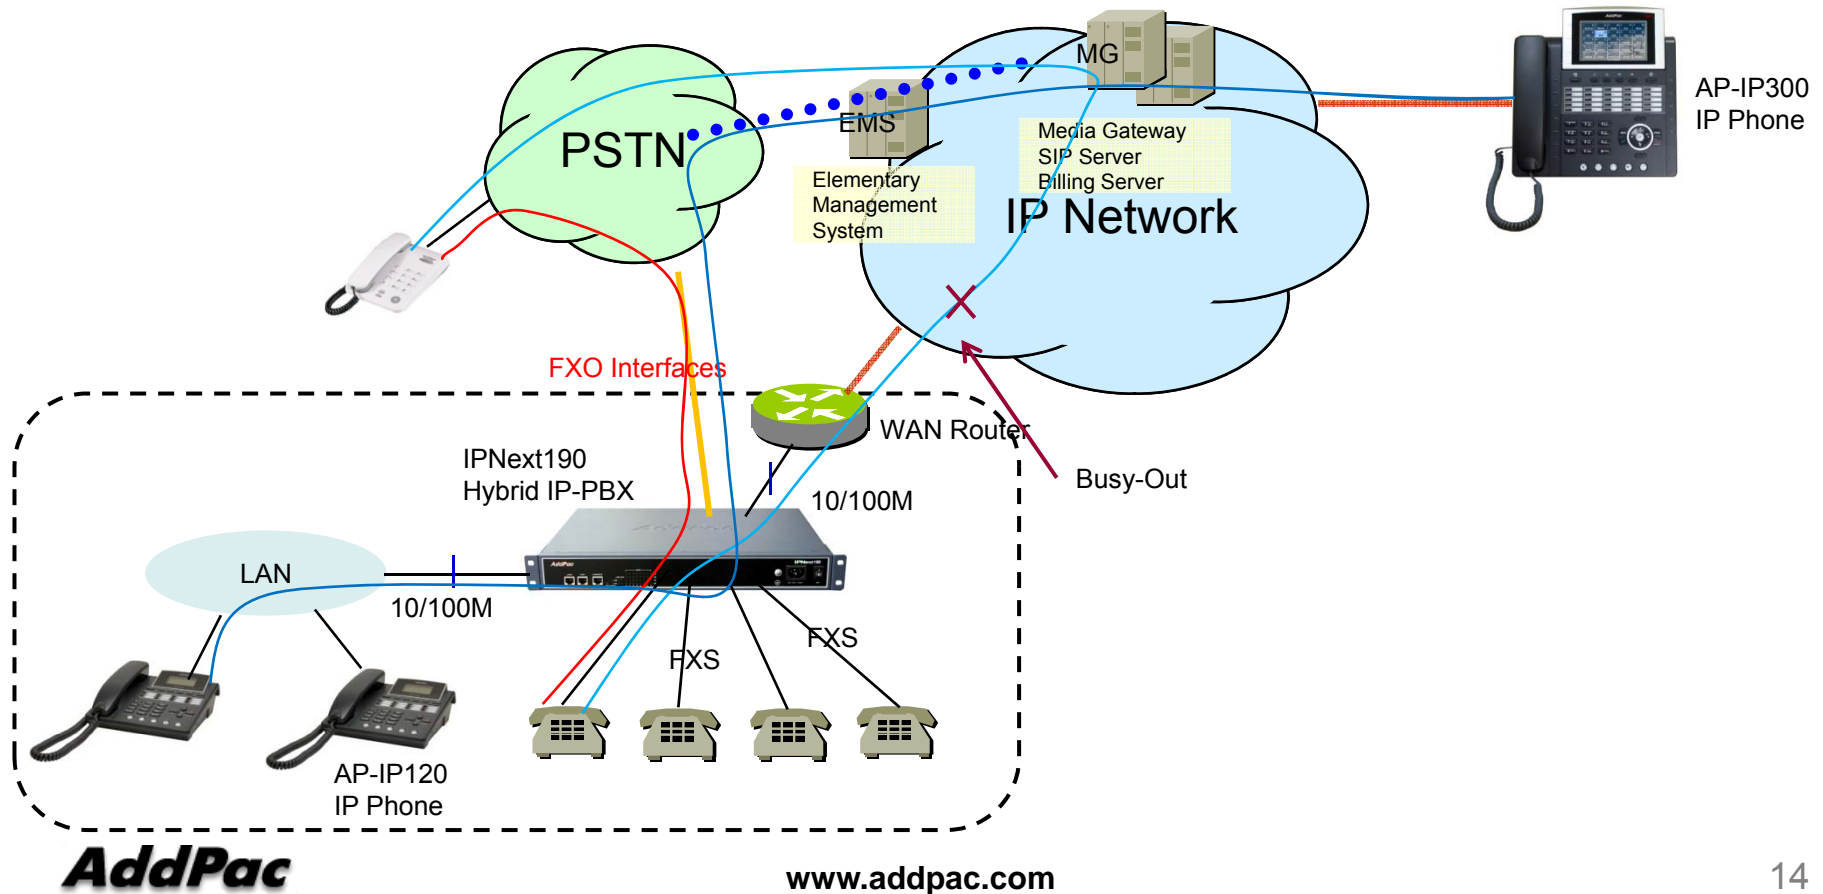 MG
AP-IP300
IP Phone
EMS
PSTN
Media Gateway
SIP Server
Billing Server
Elementary
Management
System
IP Network
FXO Interfaces
WAN Router
IPNext190
Hybrid IP-PBX
Busy-Out
10/100M
LAN
10/100M
AddPac
FXS
FXS
AP-IP120
IP Phone
AddPac
www.addpac.com
14